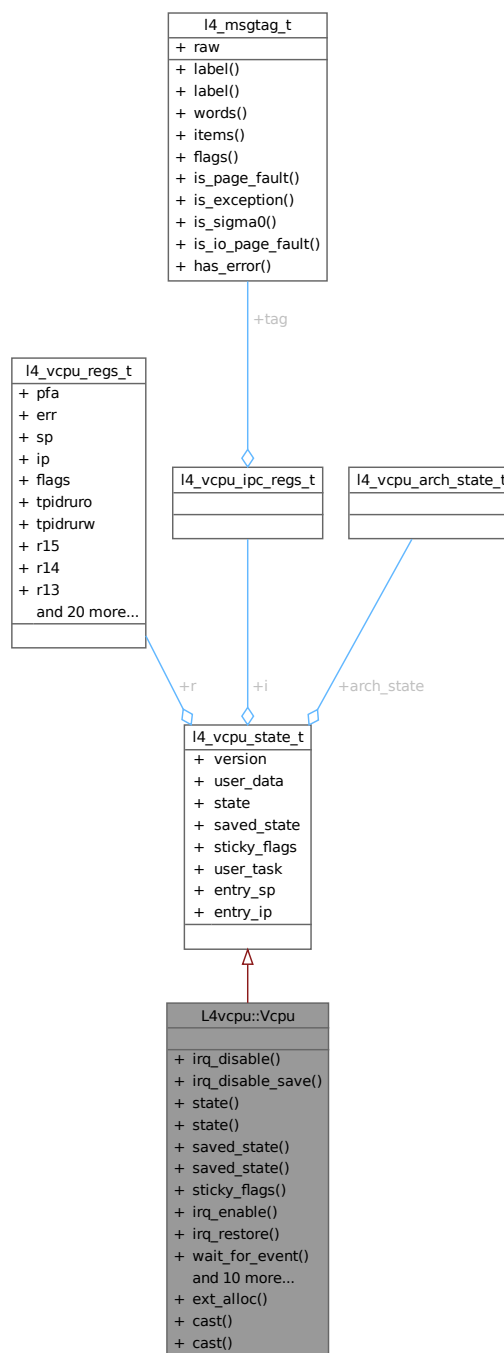 l4_msgtag_t
+ raw
+ label()
+ label()
+ words()
+ items()
+ flags()
+ is_page_fault()
+ is_exception()
+ is_sigma0()
+ is_io_page_fault()
+ has_error()
+tag
l4_vcpu_regs_t
+ pfa
+ err
+ sp
+ ip
+ flags
+ tpidruro
+ tpidrurw
+ r15
+ r14
+ r13
and 20 more...
l4_vcpu_ipc_regs_t
l4_vcpu_arch_state_t
+r
+i
+arch_state
l4_vcpu_state_t
+ version
+ user_data
+ state
+ saved_state
+ sticky_flags
+ user_task
+ entry_sp
+ entry_ip
L4vcpu::Vcpu
+ irq_disable()
+ irq_disable_save()
+ state()
+ state()
+ saved_state()
+ saved_state()
+ sticky_flags()
+ irq_enable()
+ irq_restore()
+ wait_for_event()
and 10 more...
+ ext_alloc()
+ cast()
+ cast()